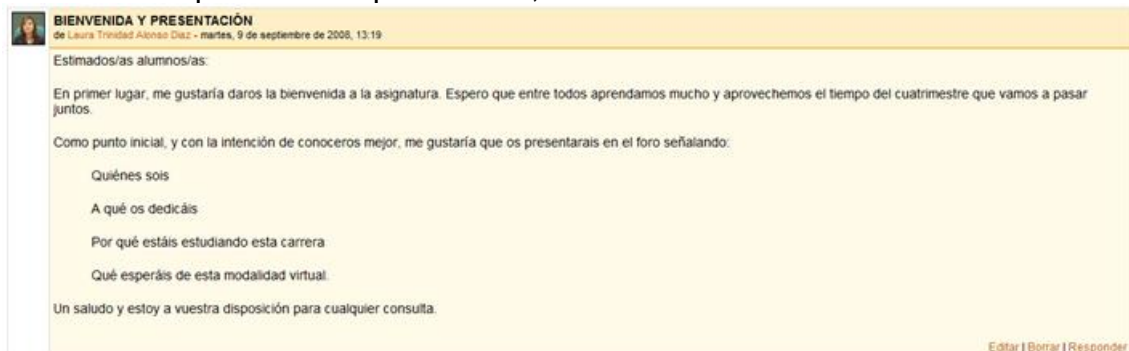 BIENVENIDA Y PRESENTACIÓN
de Laura Trinidad Alonso Diaz - martes, 9 de septiembre de 2008, 13:19
Estimados/as alumnos/as:
En primer lugar, me gustaría daros la bienvenida a la asignatura. Espero que entre todos aprendamos mucho y aprovechemos el tiempo del cuatrimestre que vamos a pasar
juntos.
Como punto inicial, y con la intención de conoceros mejor, me gustaría que os presentarais en el foro señalando:
Quiénes sois
A qué os dedicáis
Por qué estáis estudiando esta carrera
Qué esperáis de esta modalidad virtual.
Un saludo y estoy a vuestra disposición para cualquier consulta.
Editar | Borrar | Responder